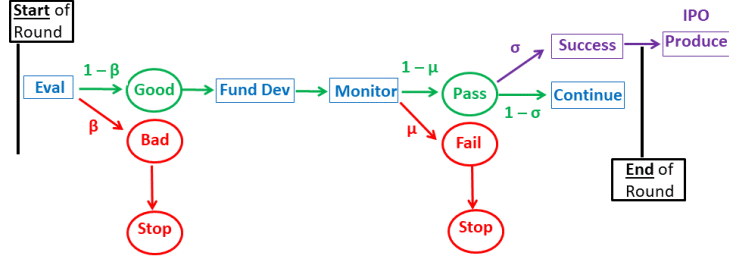 Start of
Round
Eval
1 – β
β
Good
Bad
Stop
Fund Dev
Monitor
1 – μ
μ
Pass
Fail
Stop
σ
1 – σ
Success
Continue
IPO
Produce
End of
Round